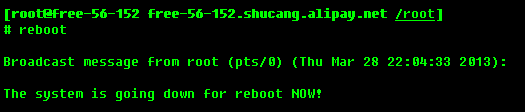 [root@free-56-152 free-56-152.shucang.alipay.net /root]
# reboot
Broadcast message from root (pts/0) (Thu Mar 28 22:04:33 2013):
The system is going down for reboot NOW!